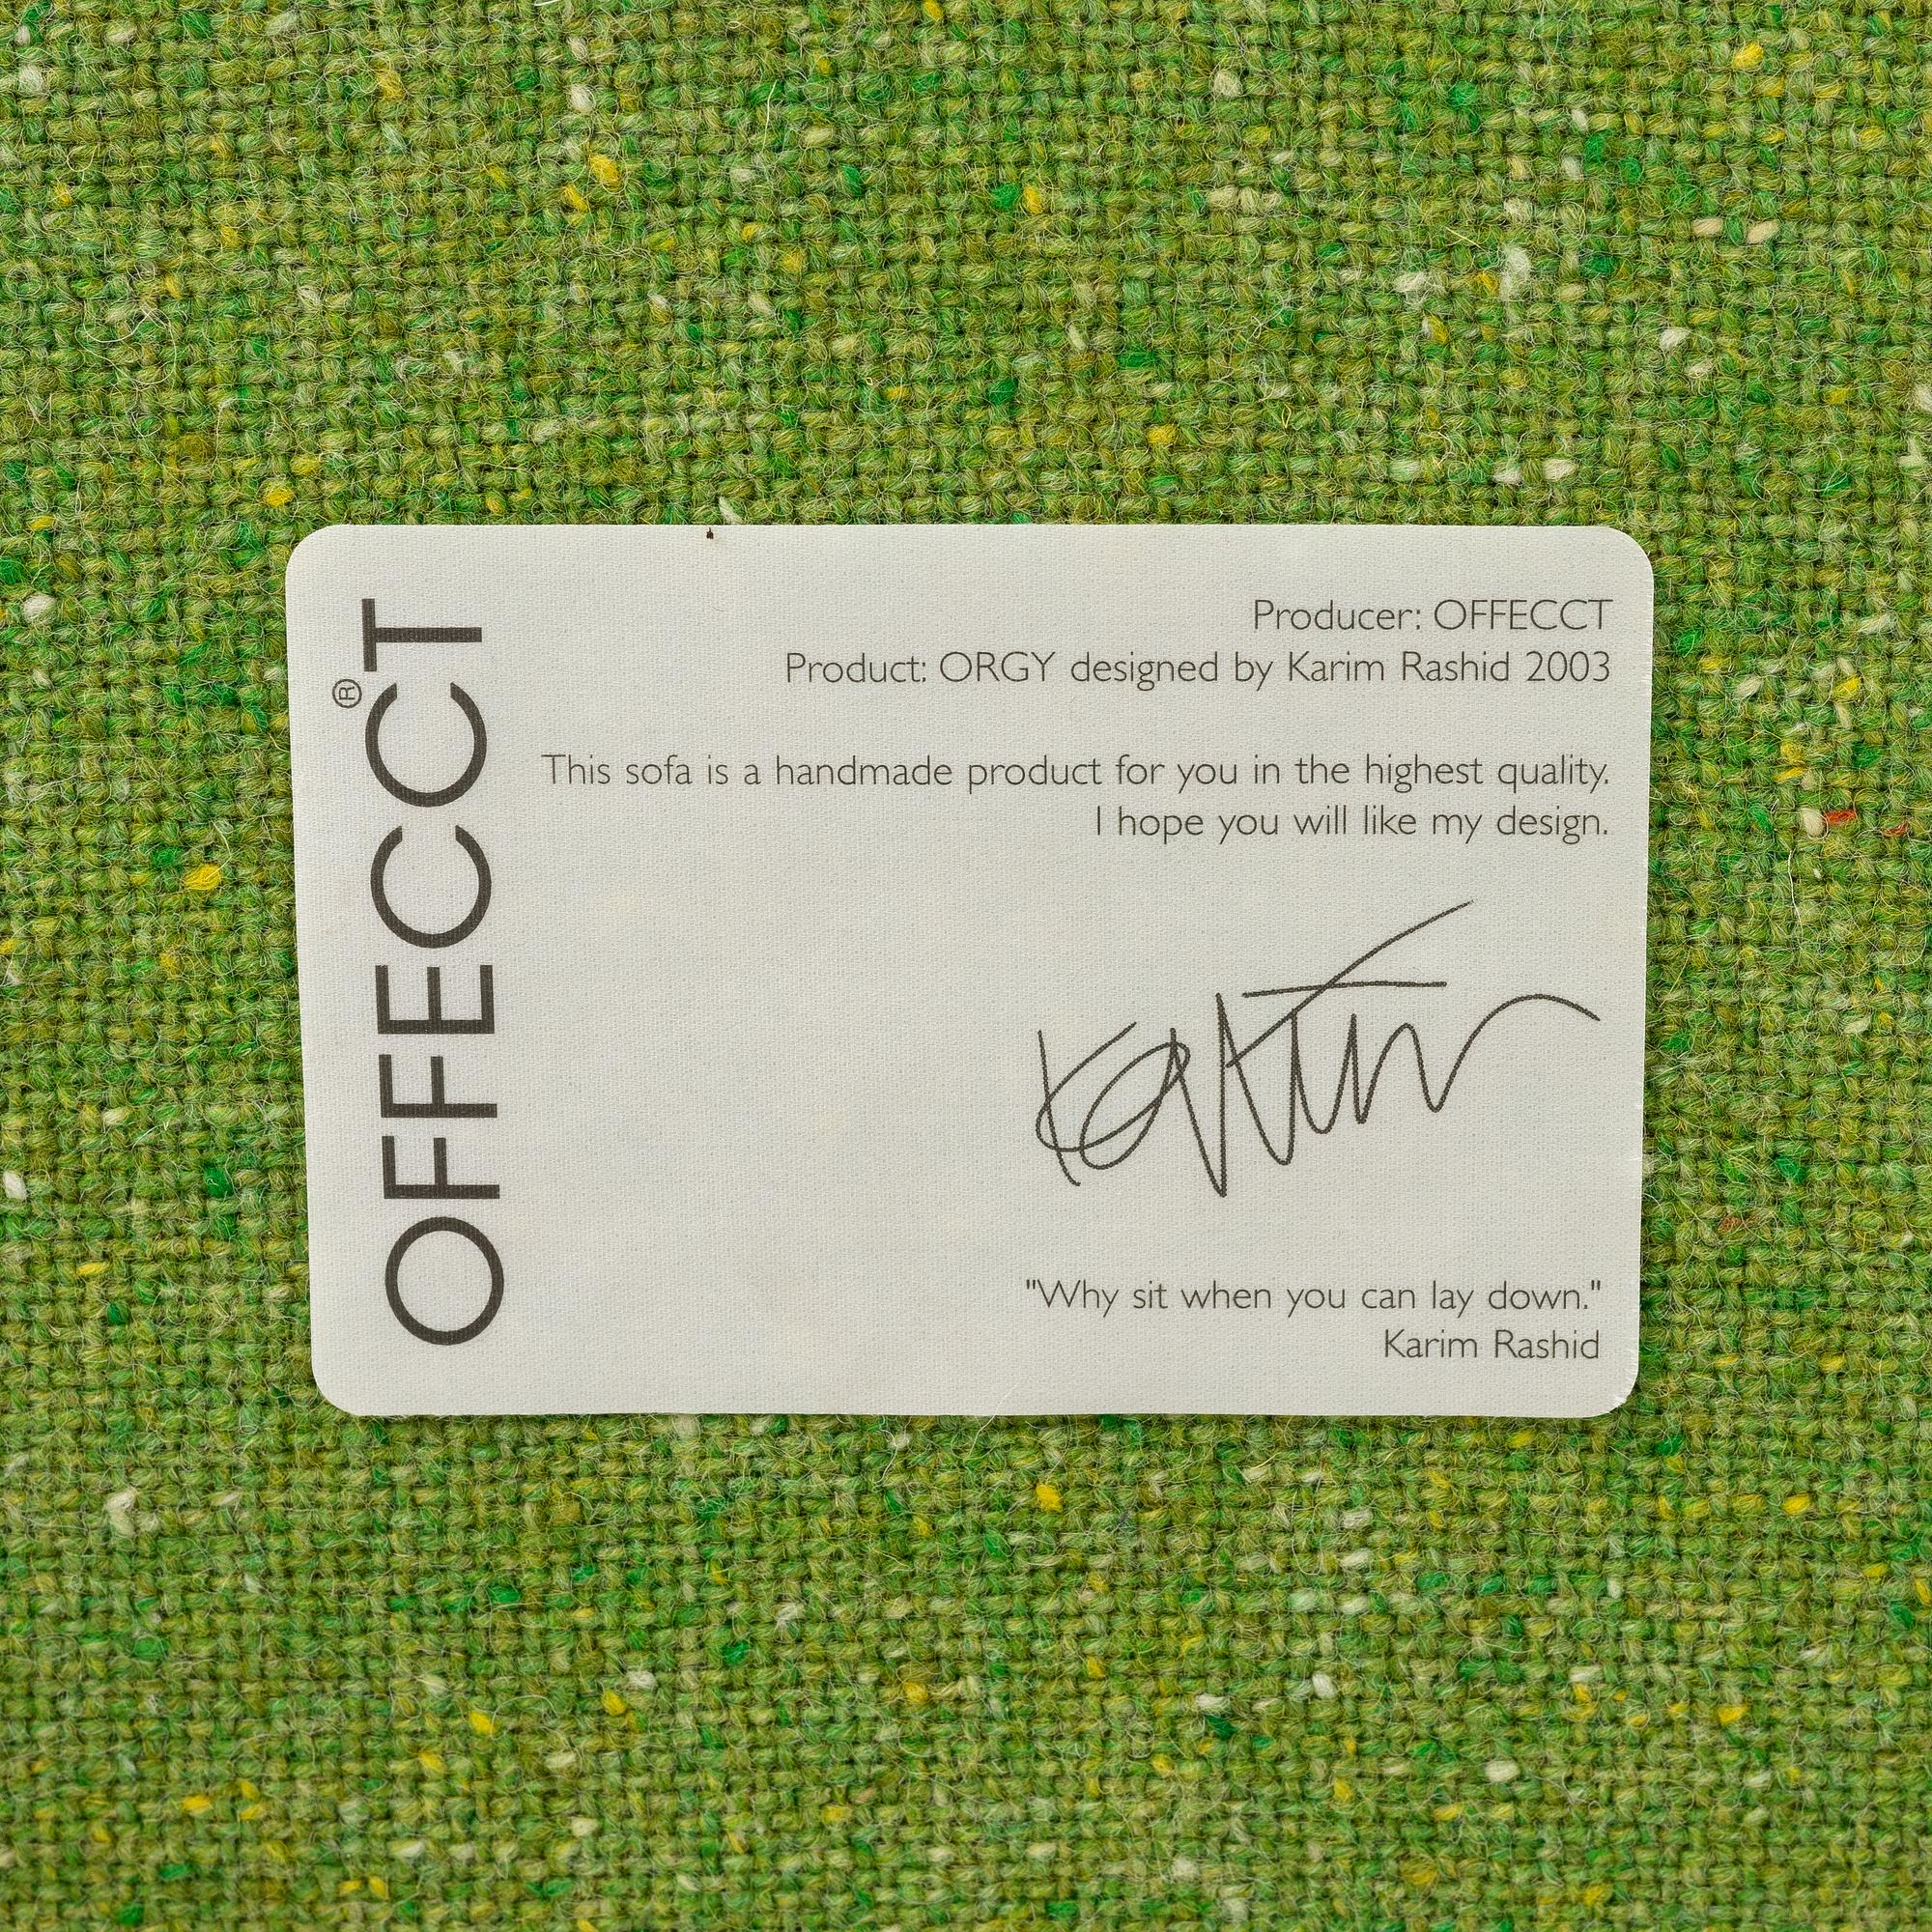 OFFECCT®
Producer: OFFECCT
Product: ORGY designed by Karim Rashid 2003
This sofa is a handmade product for you in the highest quality.
I hope you will like my design.
Karim
"Why sit when you can lay down."
Karim Rashid